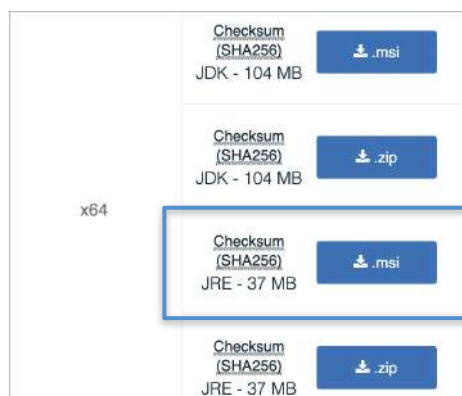 Checksum
(SHA256)
JDK - 104 MB
.msi
Checksum
(SHA256)
JDK - 104 MB
.zip
x64
Checksum
(SHA256)
JRE - 37 MB
.msi
Checksum
(SHA256)
JRE - 37 MB
.zip